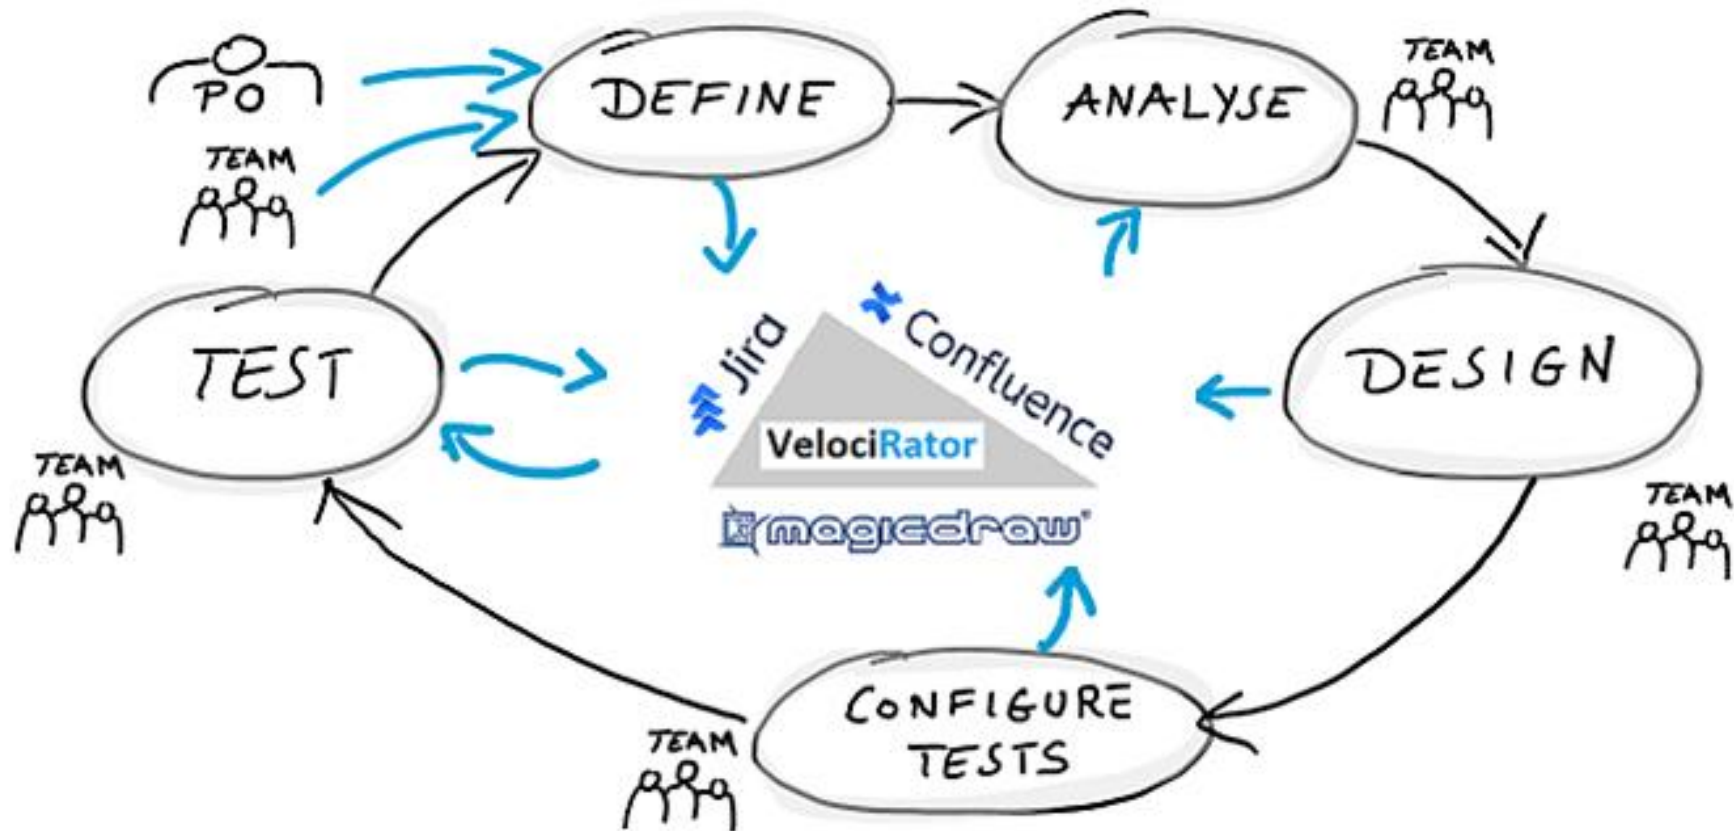 PO
TEAM
DEFINE
ANALYSE
TEAM
TEST
TEAM
DESIGN
TEAM
Jira
Confluence
VelociRator
magicdraw
CONFIGURE
TESTS
TEAM